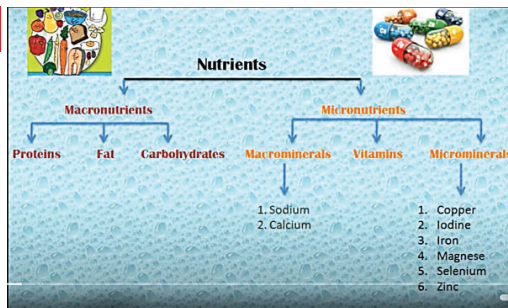 Nutrients
Macronutrients Micronutrients
Proteins Fat Carbohydrates Macrominerals Vitamins Microminerals
1. Sodium
2. Calcium
1. Copper
2. Iodine
3. Iron
4. Magnese
5. Selenium
6. Zinc